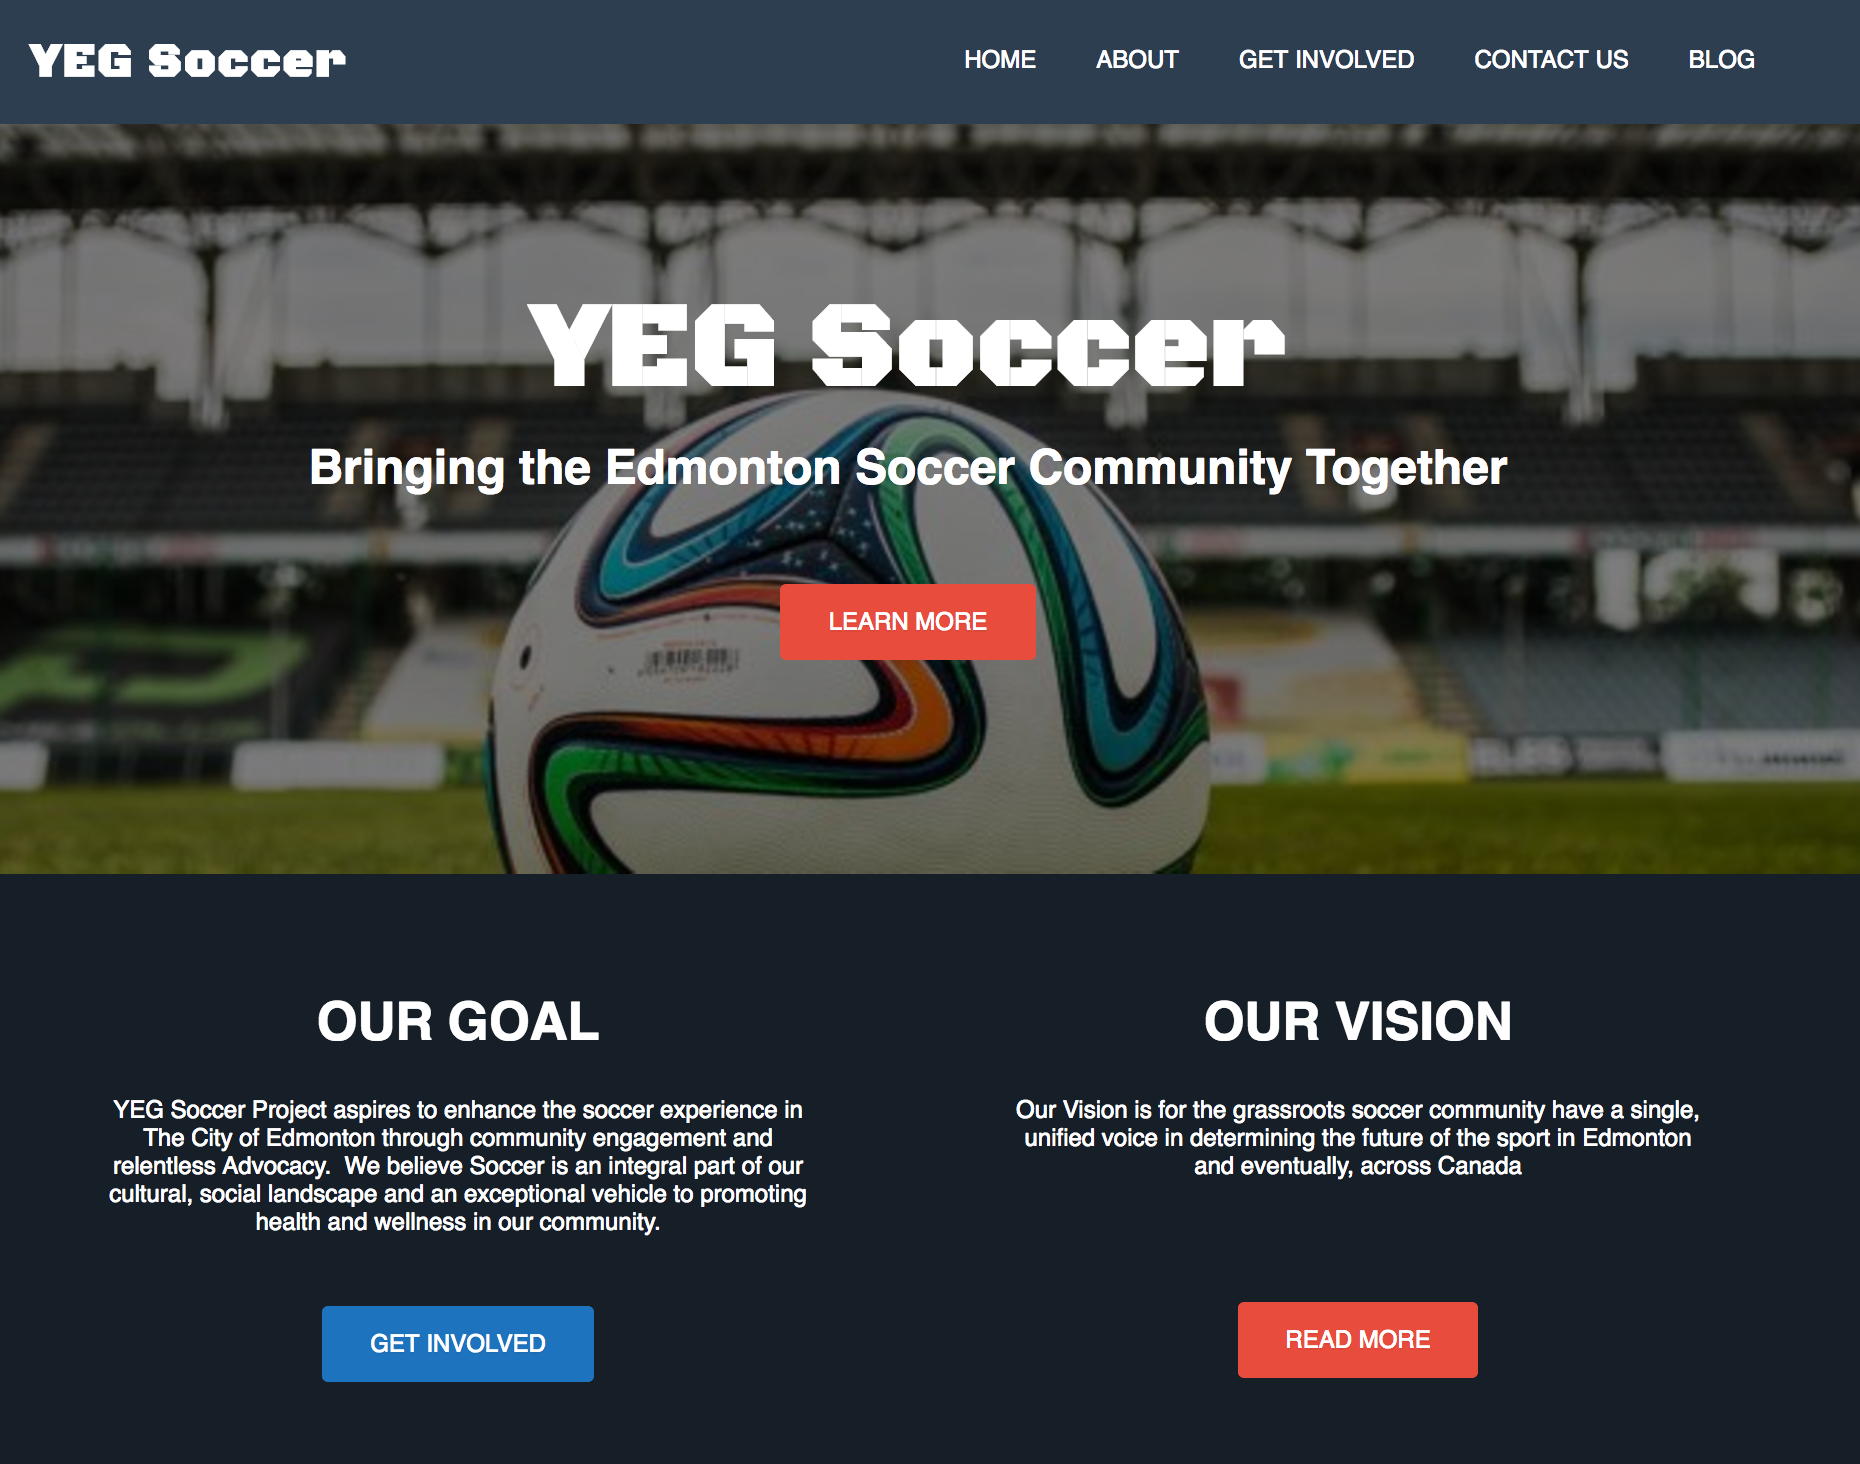 YEG Soccer
HOME ABOUT GET INVOLVED CONTACT US BLOG
YEG Soccer
Bringing the Edmonton Soccer Community Together
LEARN MORE
OUR GOAL
YEG Soccer Project aspires to enhance the soccer experience in
The City of Edmonton through community engagement and
relentless Advocacy.  We believe Soccer is an integral part of our
cultural, social landscape and an exceptional vehicle to promoting
health and wellness in our community.
GET INVOLVED
OUR VISION
Our Vision is for the grassroots soccer community have a single,
unified voice in determining the future of the sport in Edmonton
and eventually, across Canada
READ MORE